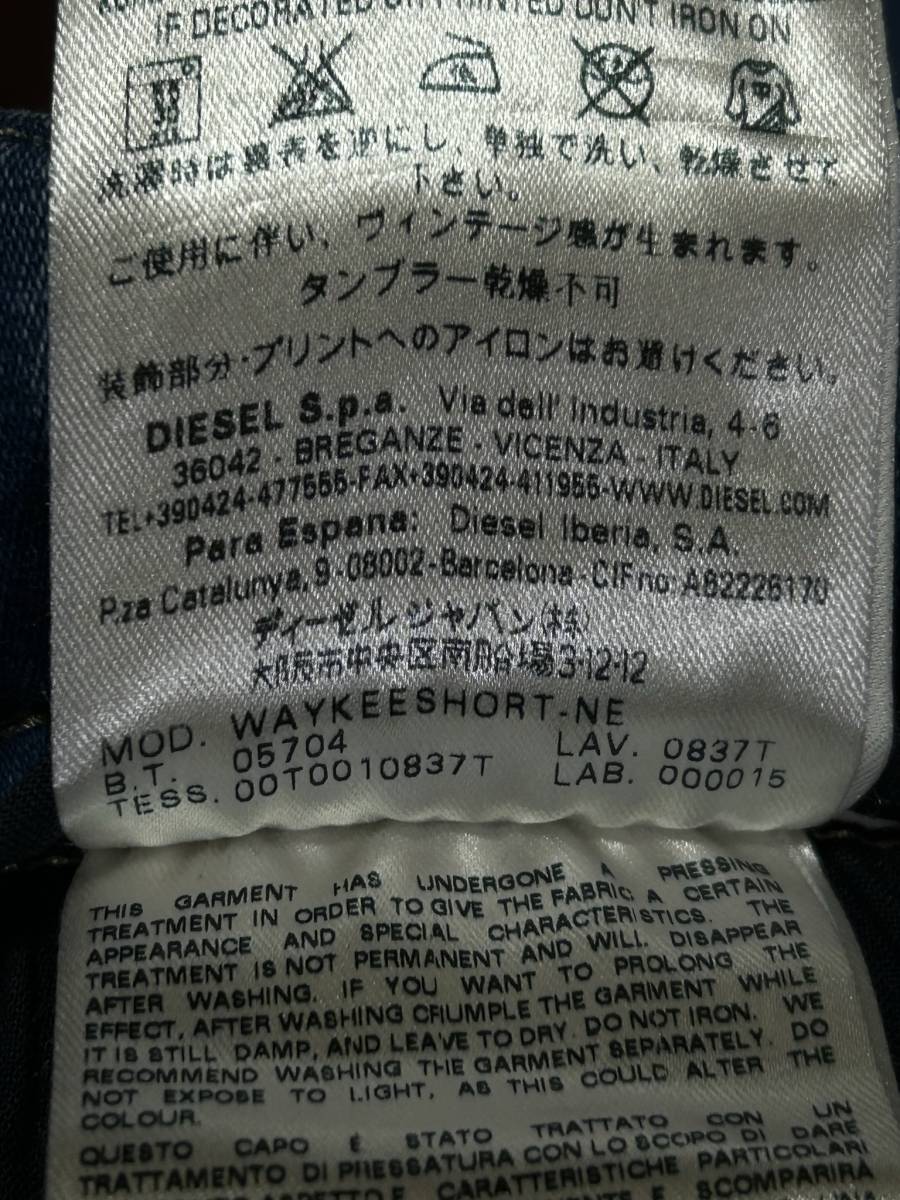 IF DECORATED OR PRINTED DON'T IRON ON
洗濯時は裏表を逆にし、単独で洗い、乾燥させて
下さい。
ご使用に伴い、ヴィンテージ感が生まれます。
タンブラー乾燥不可
装飾部分・プリントへのアイロンはお避けください。
DIESEL S.p.a. Via dell' Industria, 4-6
36042 - BREGANZE - VICENZA - ITALY
TEL+390424-477555-FAX+390424-411955-WWW.DIESEL.COM
Para Espana: Diesel Iberia, S.A.
P.za Catalunya, 9-08002-Barcelona-CIF no: A62226170
ディーゼル ジャパン(株)
大阪市中央区南船場3-12-12
MOD. WAYKEESHORT-NE
B.T. 05704 LAV. 0837T
TESS. 00T0010837T LAB. 000015
THIS GARMENT HAS UNDERGONE A PRESSING
TREATMENT IN ORDER TO GIVE THE FABRIC A CERTAIN
APPEARANCE AND SPECIAL CHARACTERISTICS. THE
TREATMENT IS NOT PERMANENT AND WILL DISAPPEAR
AFTER WASHING. IF YOU WANT TO PROLONG THE
EFFECT, AFTER WASHING CRUMPLE THE GARMENT WHILE
IT IS STILL DAMP, AND LEAVE TO DRY. DO NOT IRON. WE
RECOMMEND WASHING THE GARMENT SEPARATELY. DO
NOT EXPOSE TO LIGHT, AS THIS COULD ALTER THE
COLOUR.
QUESTO CAPO È STATO TRATTATO CON UN
TRATTAMENTO DI PRESSATURA CON LO SCOPO DI DARE
ASPETTO E CARATTERISTICHE PARTICOLARI
SCOMPARIRÀ